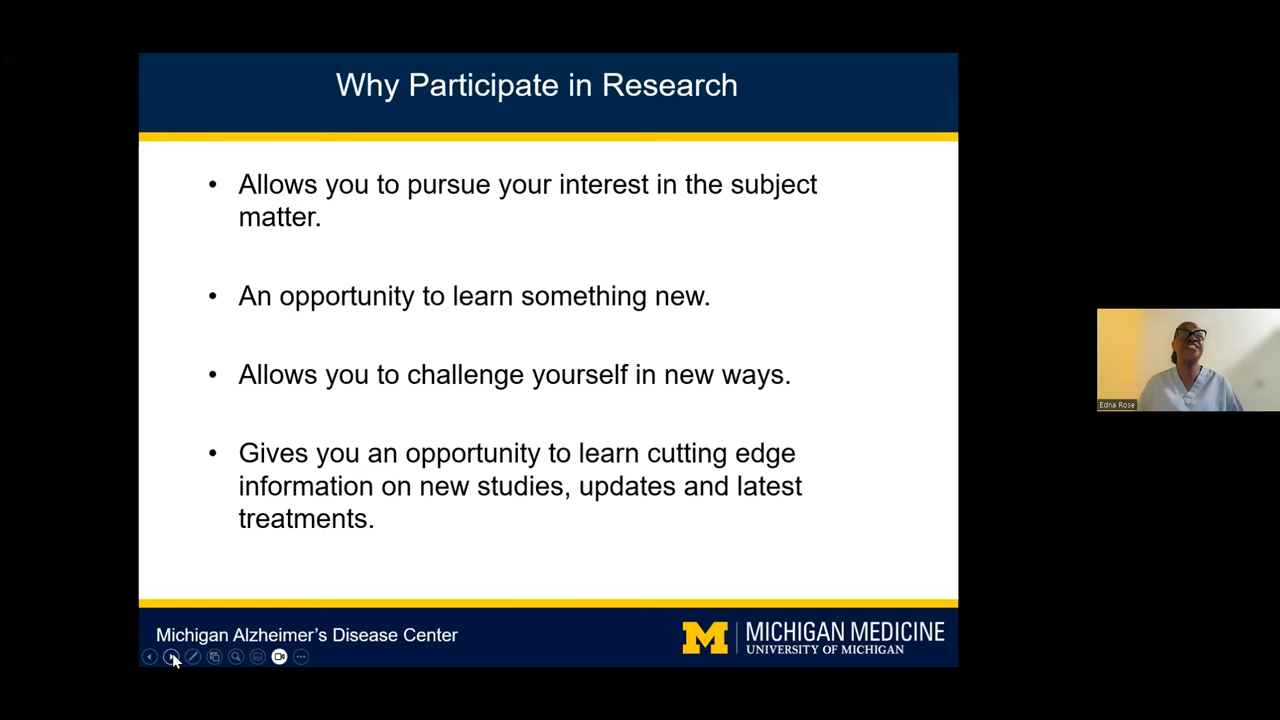 Why Participate in Research
• Allows you to pursue your interest in the subject
matter.
• An opportunity to learn something new.
• Allows you to challenge yourself in new ways.
• Gives you an opportunity to learn cutting edge
information on new studies, updates and latest
treatments.
Edna Rose
Michigan Alzheimer's Disease Center
M
MICHIGAN MEDICINE
UNIVERSITY OF MICHIGAN